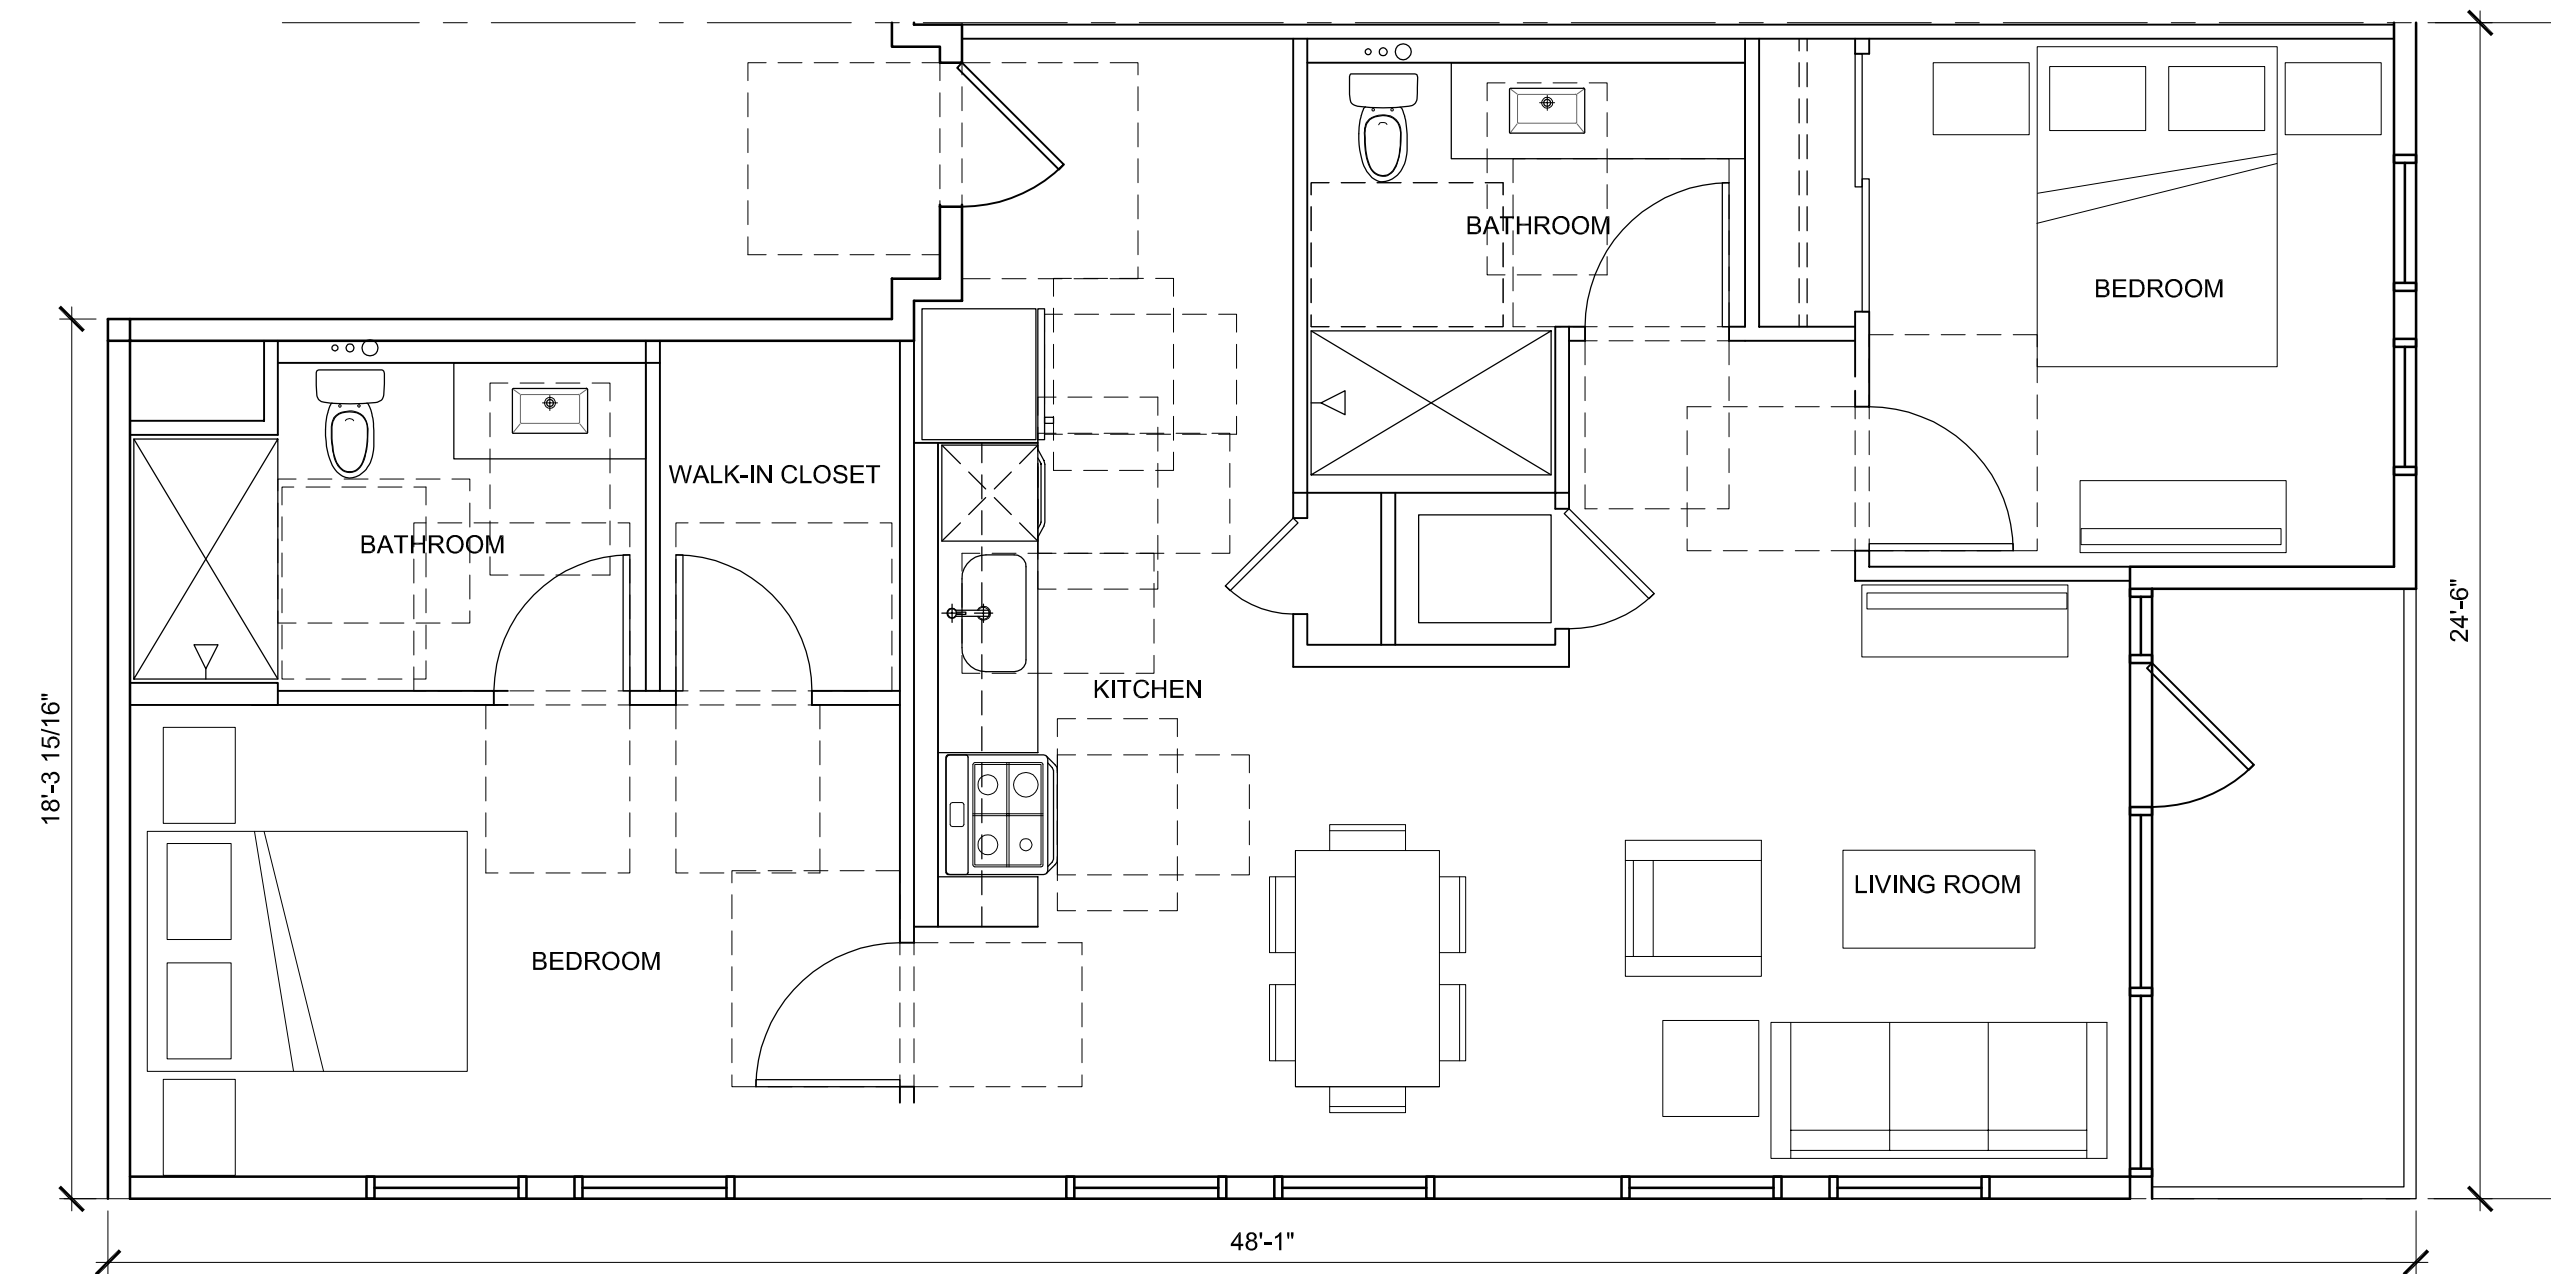 BATHROOM
BEDROOM
WALK-IN CLOSET
BATHROOM
KITCHEN
24'-6"
18'-3 15/16"
LIVING ROOM
BEDROOM
48'-1"